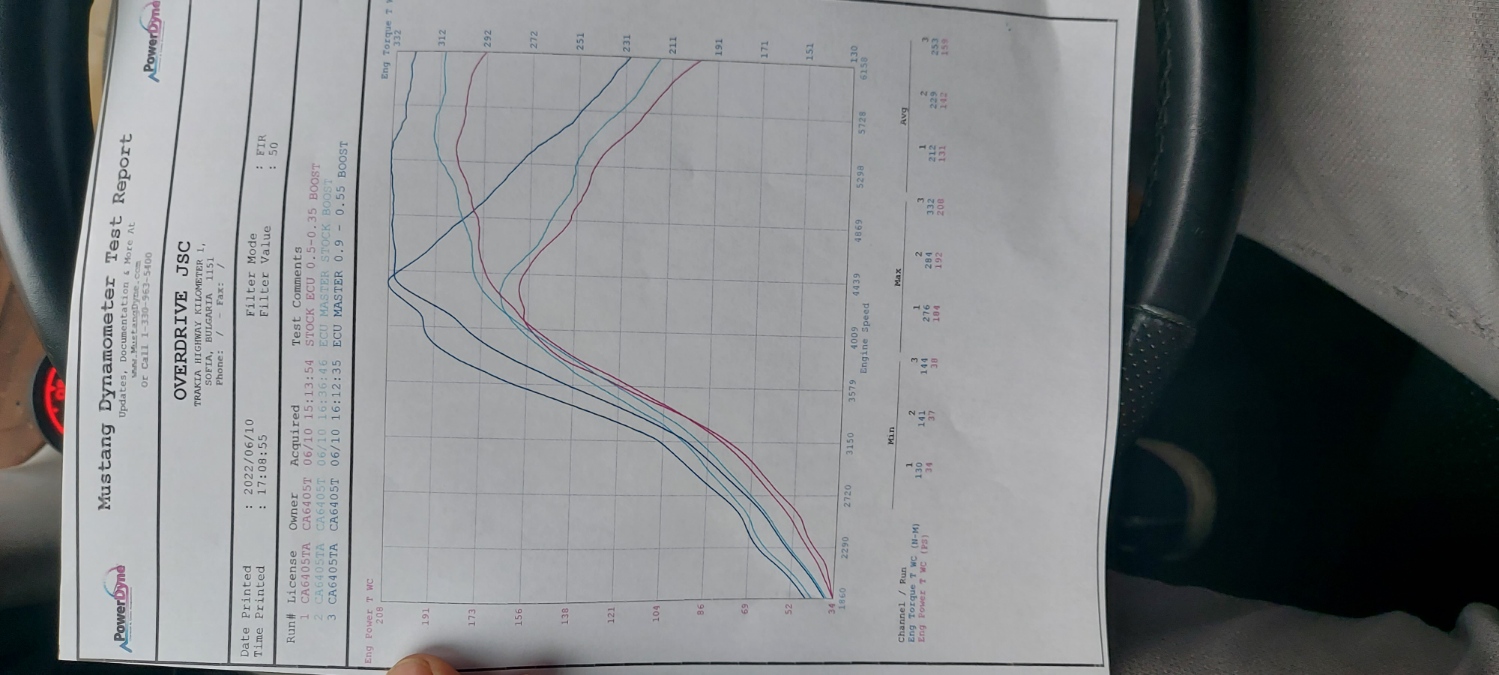 PowerDyne
Mustang Dynamometer Test Report
Updates, Documentation & More At
www.MustangDyne.com
Or Call 1-330-963-5400
PowerDyne
OVERDRIVE JSC
TRAKIA HIGHWAY KILOMETER 1,
SOFIA, BULGARIA 1151
Phone: / - Fax: /
Date Printed : 2022/06/10 Filter Mode : FIR
Time Printed : 17:08:55 Filter Value : 50
Run# License Owner Acquired Test Comments
1 CA6405TA CA6405T 06/10 15:13:54 STOCK ECU 0.5-0.35 BOOST
2 CA6405TA CA6405T 06/10 16:36:46 ECU MASTER STOCK BOOST
3 CA6405TA CA6405T 06/10 16:12:35 ECU MASTER 0.9 - 0.55 BOOST
Eng Power T WC Eng Torque T W
208 332
191 312
173 292
156 272
138 251
121 231
104 211
86 191
69 171
52 151
34 130
1860 2290 2720 3150 3579 4009 4439 4869 5298 5728 6158
Engine Speed
Min Max Avg
Channel / Run 1 2 3 1 2 3 1 2 3
Eng Torque T WC (N-M) 130 141 144 276 284 332 212 229 253
Eng Power T WC (PS) 34 37 38 184 192 208 131 142 159